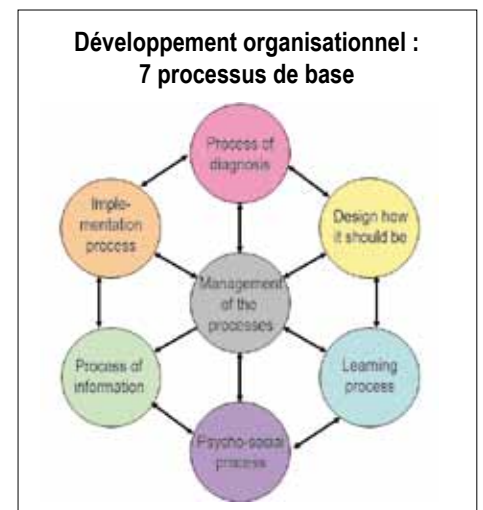 Développement organisationnel :
7 processus de base
Process of
diagnosis
Imple-
mentation
process
Design how
it should be
Management
of the
processes
Process of
information
Learning
process
Psycho-social
process